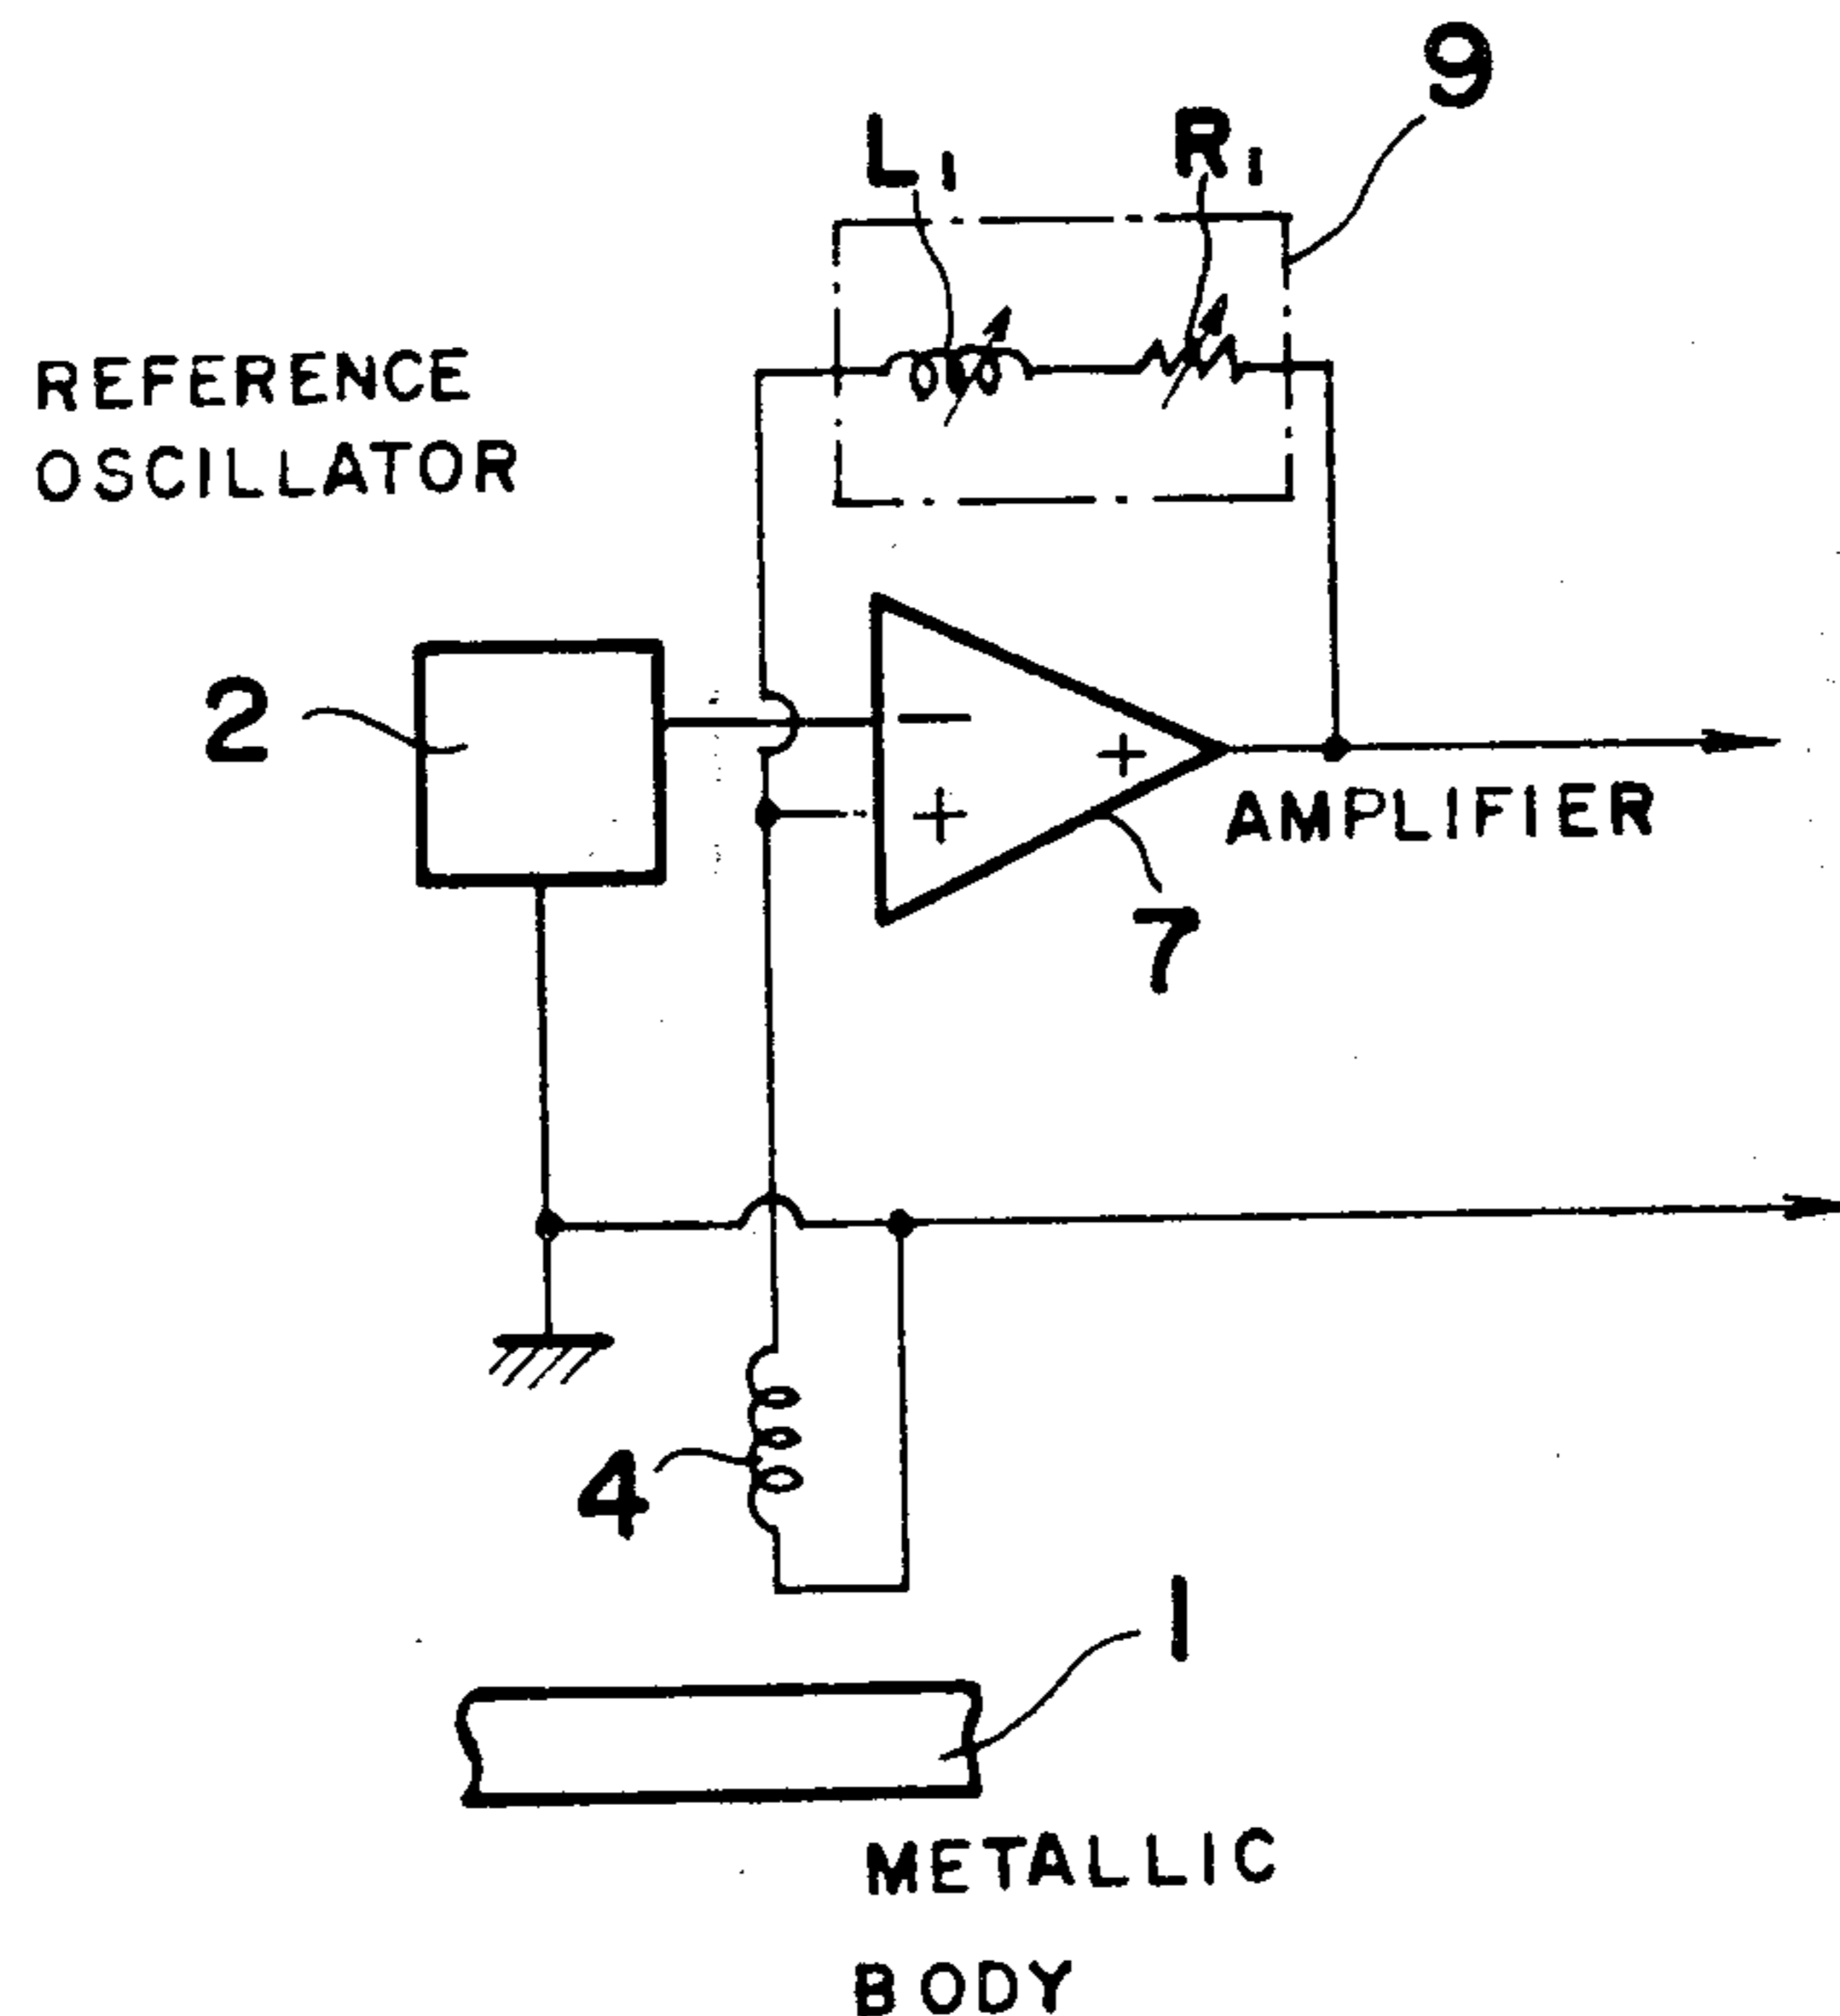 9
L1
R1
REFERENCE
OSCILLATOR
2
−
+
+
AMPLIFIER
7
4
1
METALLIC
BODY